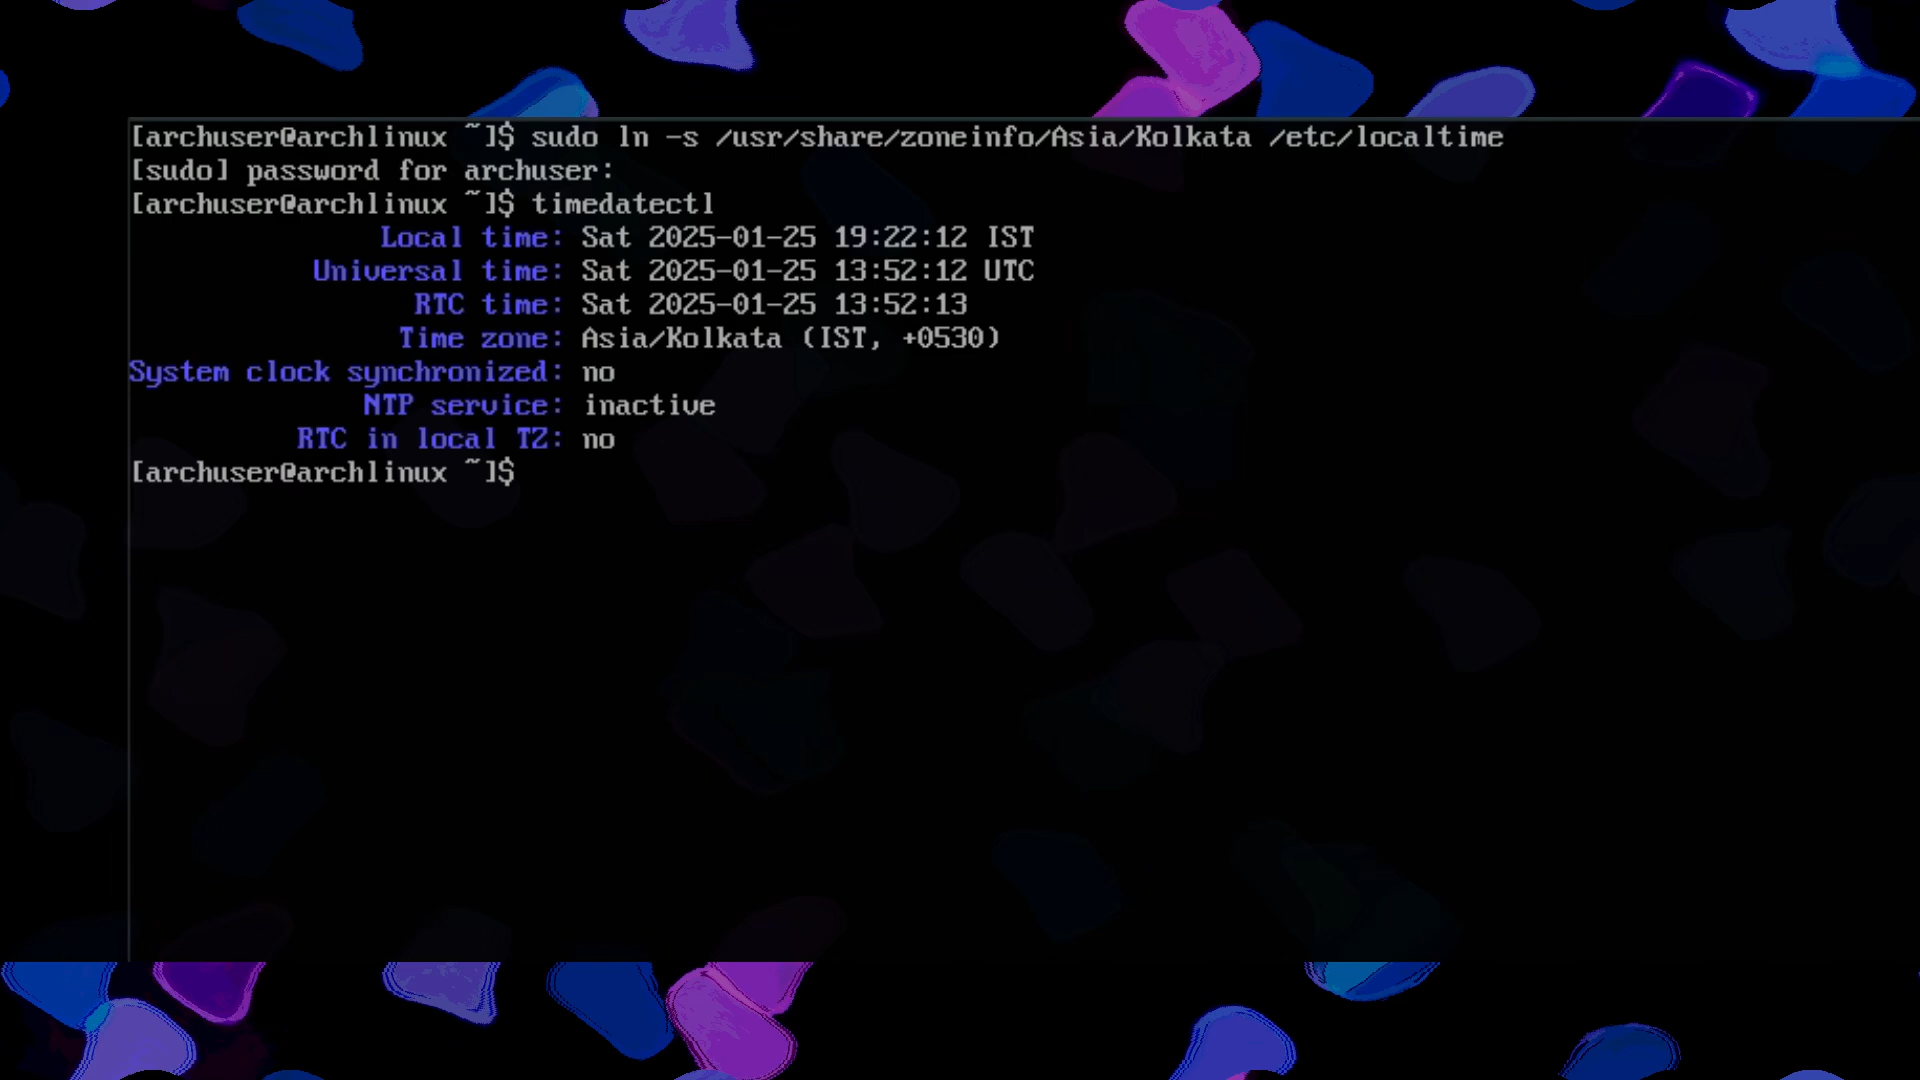 [archuser@archlinux ~]$ sudo ln -s /usr/share/zoneinfo/Asia/Kolkata /etc/localtime
[sudo] password for archuser:
[archuser@archlinux ~]$ timedatectl
Local time: Sat 2025-01-25 19:22:12 IST
Universal time: Sat 2025-01-25 13:52:12 UTC
RTC time: Sat 2025-01-25 13:52:13
Time zone: Asia/Kolkata (IST, +0530)
System clock synchronized: no
NTP service: inactive
RTC in local TZ: no
[archuser@archlinux ~]$